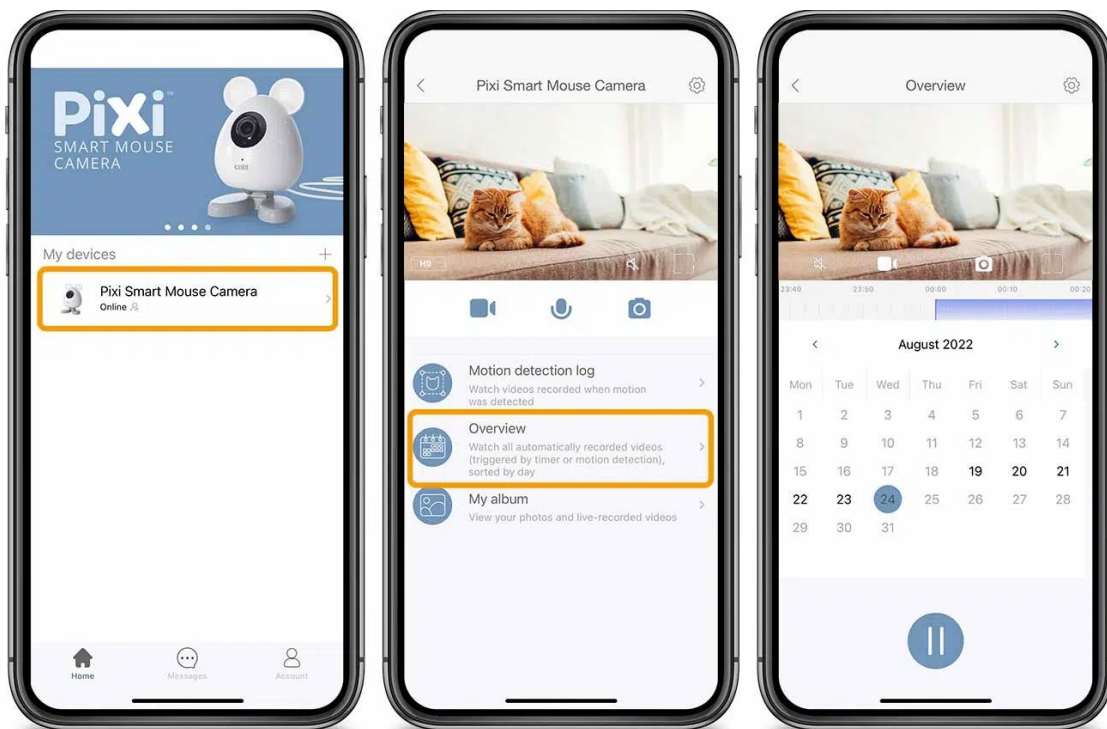 PiXi™
SMART MOUSE
CAMERA
catit
My devices
+
Pixi Smart Mouse Camera
Online
Home
Messages
Account
Pixi Smart Mouse Camera
HD
Motion detection log
Watch videos recorded when motion
was detected
Overview
Watch all automatically recorded videos
(triggered by timer or motion detection),
sorted by day
My album
View your photos and live-recorded videos
Overview
23:40 23:50 00:00 00:10 00:20
August 2022
Mon Tue Wed Thu Fri Sat Sun
1 2 3 4 5 6 7
8 9 10 11 12 13 14
15 16 17 18 19 20 21
22 23 24 25 26 27 28
29 30 31